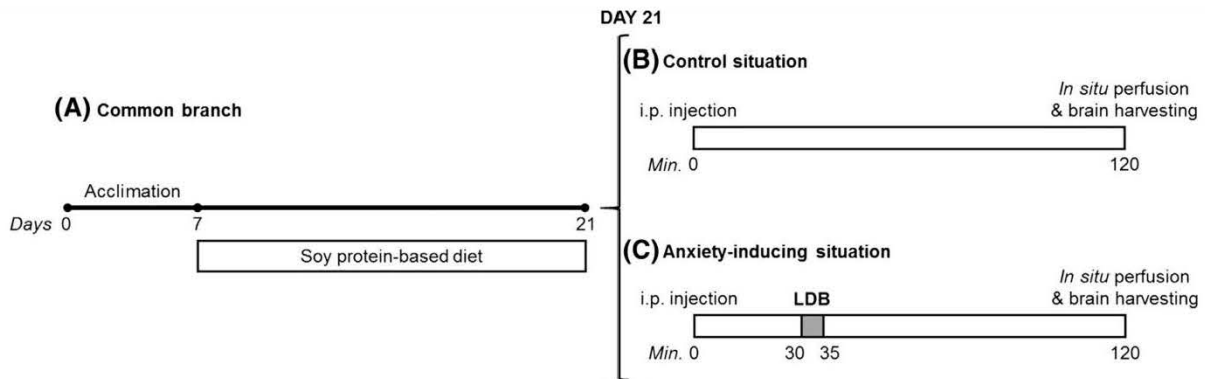 DAY 21
(A) Common branch
Acclimation
Days 0 7 21
Soy protein-based diet
(B) Control situation
i.p. injection
In situ perfusion
& brain harvesting
Min. 0 120
(C) Anxiety-inducing situation
i.p. injection
LDB
In situ perfusion
& brain harvesting
Min. 0 30 35 120